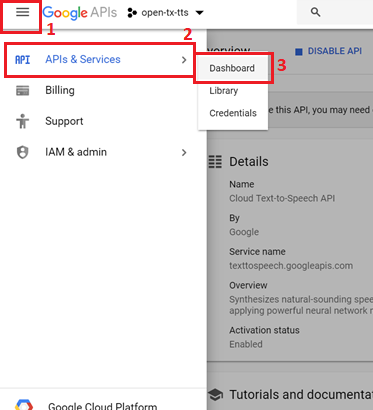 Google APIs
open-tx-tts
1
2
API
APIs & Services
Dashboard
3
Library
Credentials
Billing
Support
IAM & admin
Google Cloud Platform
erview
DISABLE API
e this API, you may need
Details
Name
Cloud Text-to-Speech API
By
Google
Service name
texttospeech.googleapis.com
Overview
Synthesizes natural-sounding spee
applying powerful neural network r
Activation status
Enabled
Tutorials and documentat